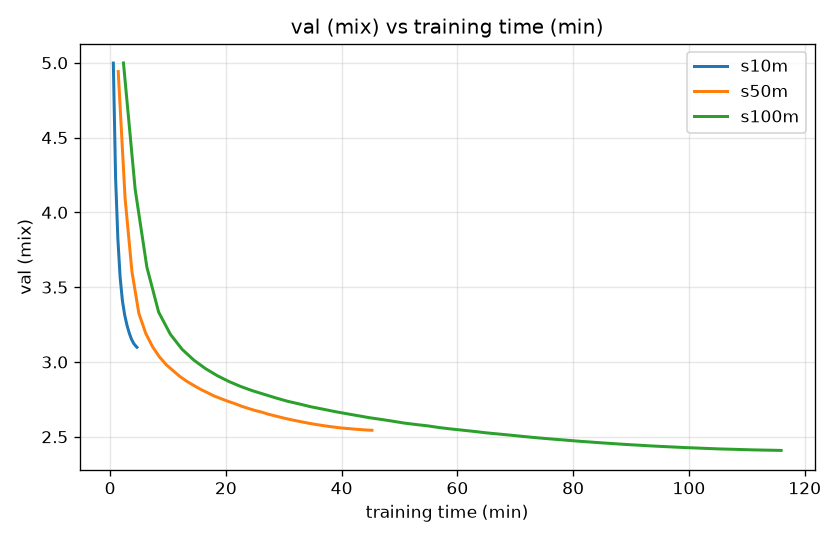 val (mix) vs training time (min)
s10m
s50m
s100m
val (mix)
5.0
4.5
4.0
3.5
3.0
2.5
0 20 40 60 80 100 120
training time (min)